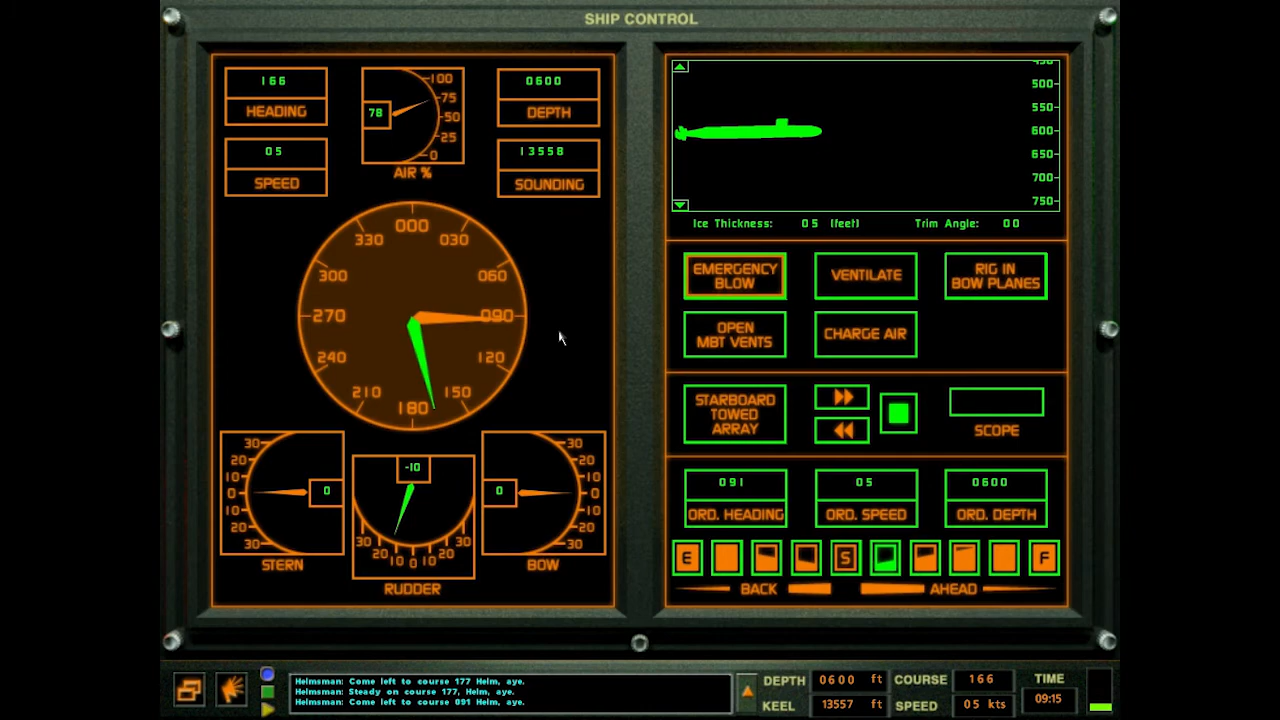 SHIP CONTROL
166
HEADING
05
SPEED
78
100
75
50
25
0
AIR %
0600
DEPTH
13558
SOUNDING
000
030
060
090
120
150
180
210
240
270
300
330
30
20
10
0
10
20
30
0
STERN
-10
30
20
10
0
10
20
30
RUDDER
0
30
20
10
0
10
20
30
BOW
450
500
550
600
650
700
750
Ice Thickness: 05 (feet) Trim Angle: 00
EMERGENCY
BLOW
VENTILATE
RIG IN
BOW PLANES
OPEN
MBT VENTS
CHARGE AIR
STARBOARD
TOWED
ARRAY
SCOPE
091
ORD. HEADING
05
ORD. SPEED
0600
ORD. DEPTH
E
S
F
BACK
AHEAD
Helmsman: Come left to course 177 Helm, aye.
Helmsman: Steady on course 177, Helm, aye.
Helmsman: Come left to course 091 Helm, aye.
DEPTH 0600 ft COURSE 166
KEEL 13557 ft SPEED 05 kts
TIME
09:15